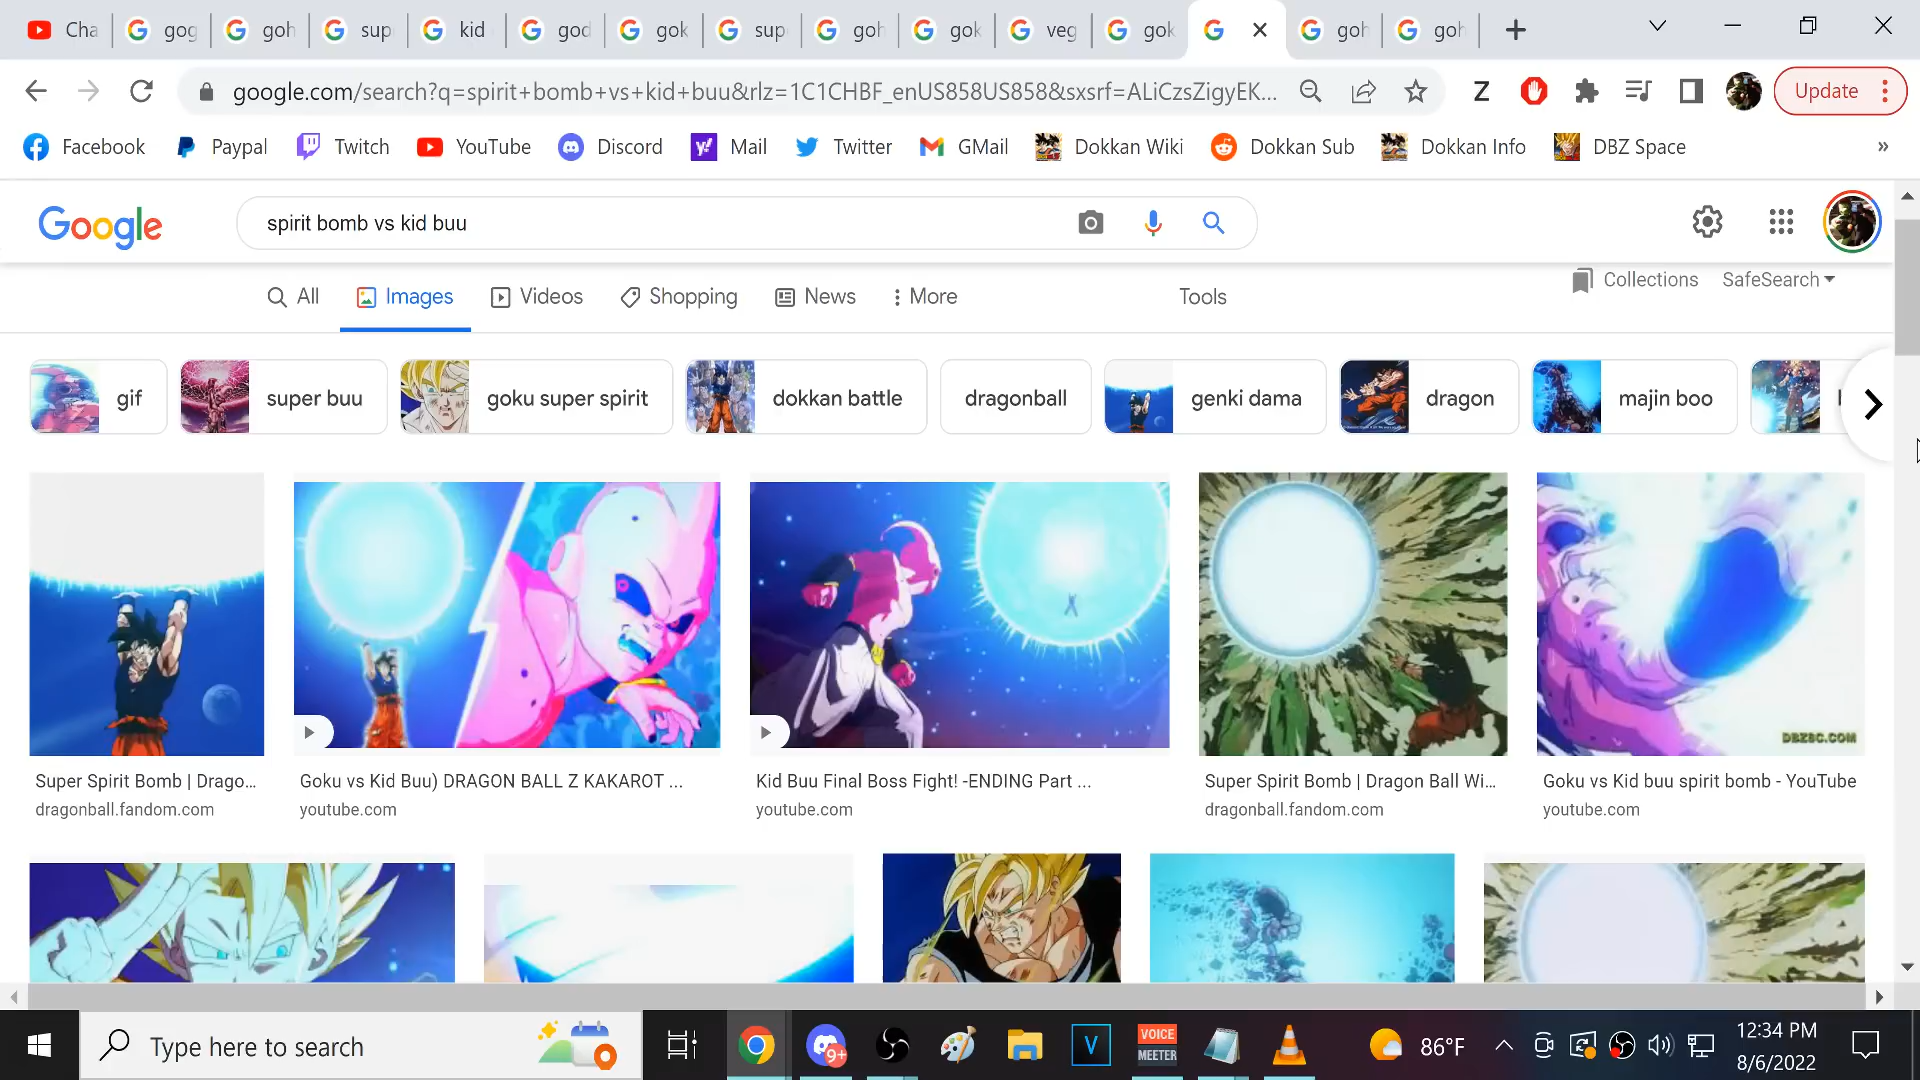 Cha
gog
goh
sup
kid
god
gok
sup
goh
gok
veg
gok
goh
goh
google.com/search?q=spirit+bomb+vs+kid+buu&rlz=1C1CHBF_enUS858US858&sxsrf=ALiCzsZigyEK...
Z
Update
Facebook
Paypal
Twitch
YouTube
Discord
Mail
Twitter
GMail
Dokkan Wiki
Dokkan Sub
Dokkan Info
DBZ Space
»
Google
spirit bomb vs kid buu
All
Images
Videos
Shopping
News
More
Tools
Collections
SafeSearch
gif
super buu
goku super spirit
dokkan battle
dragonball
genki dama
dragon
majin boo
DBZSC.COM
Super Spirit Bomb | Drago...
dragonball.fandom.com
Goku vs Kid Buu) DRAGON BALL Z KAKAROT ...
youtube.com
Kid Buu Final Boss Fight! -ENDING Part ...
youtube.com
Super Spirit Bomb | Dragon Ball Wi...
dragonball.fandom.com
Goku vs Kid buu spirit bomb - YouTube
youtube.com
Type here to search
9+
V
VOICE
MEETER
86°F
12:34 PM
8/6/2022